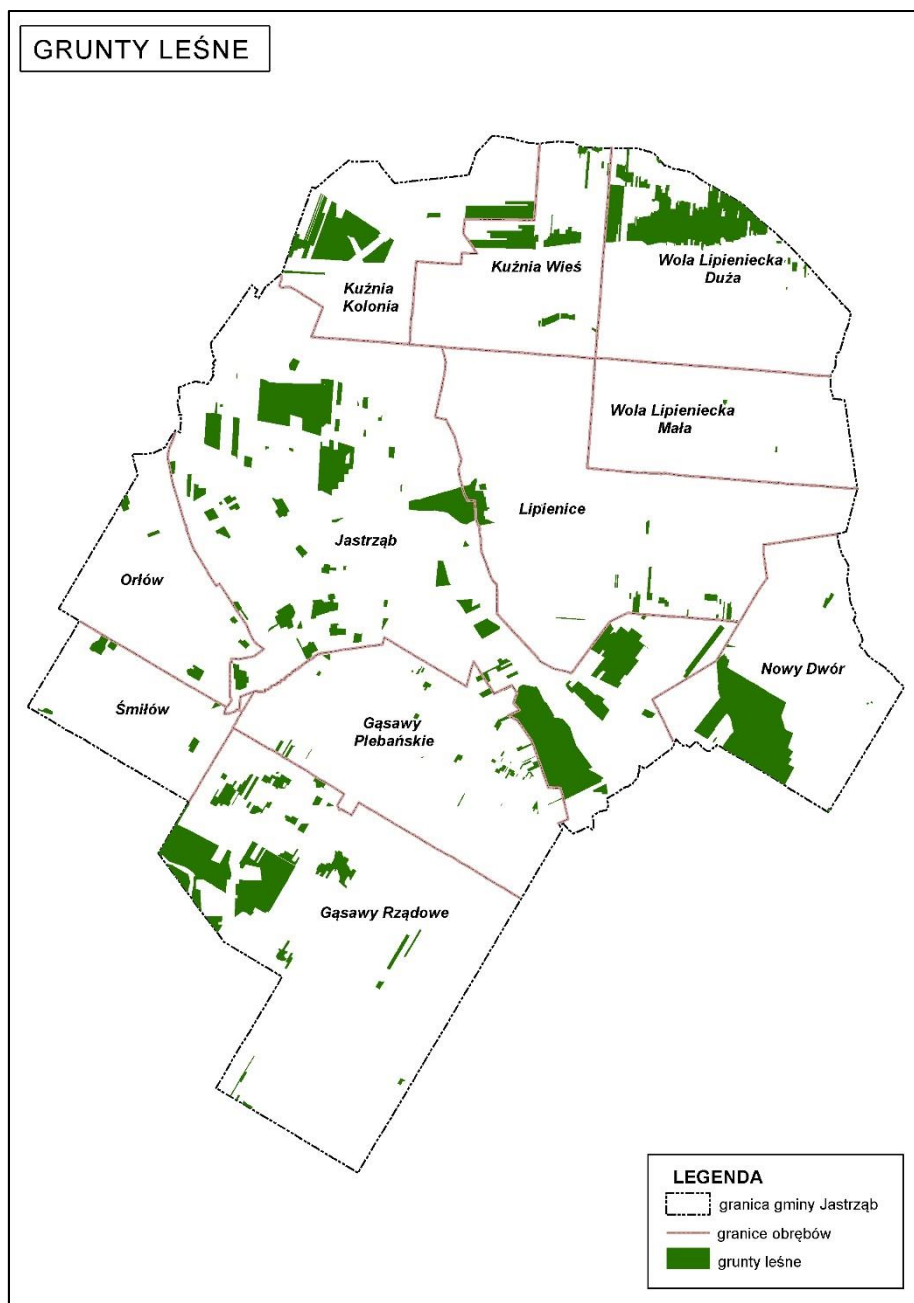 GRUNTY LEŚNE
Kuźnia Wieś
Wola Lipieniecka
Duża
Kuźnia
Kolonia
Wola Lipieniecka
Mała
Lipienice
Jastrząb
Orłów
Nowy Dwór
Śmiłów
Gąsawy
Plebańskie
Gąsawy Rządowe
LEGENDA
granica gminy Jastrząb
granice obrębów
grunty leśne